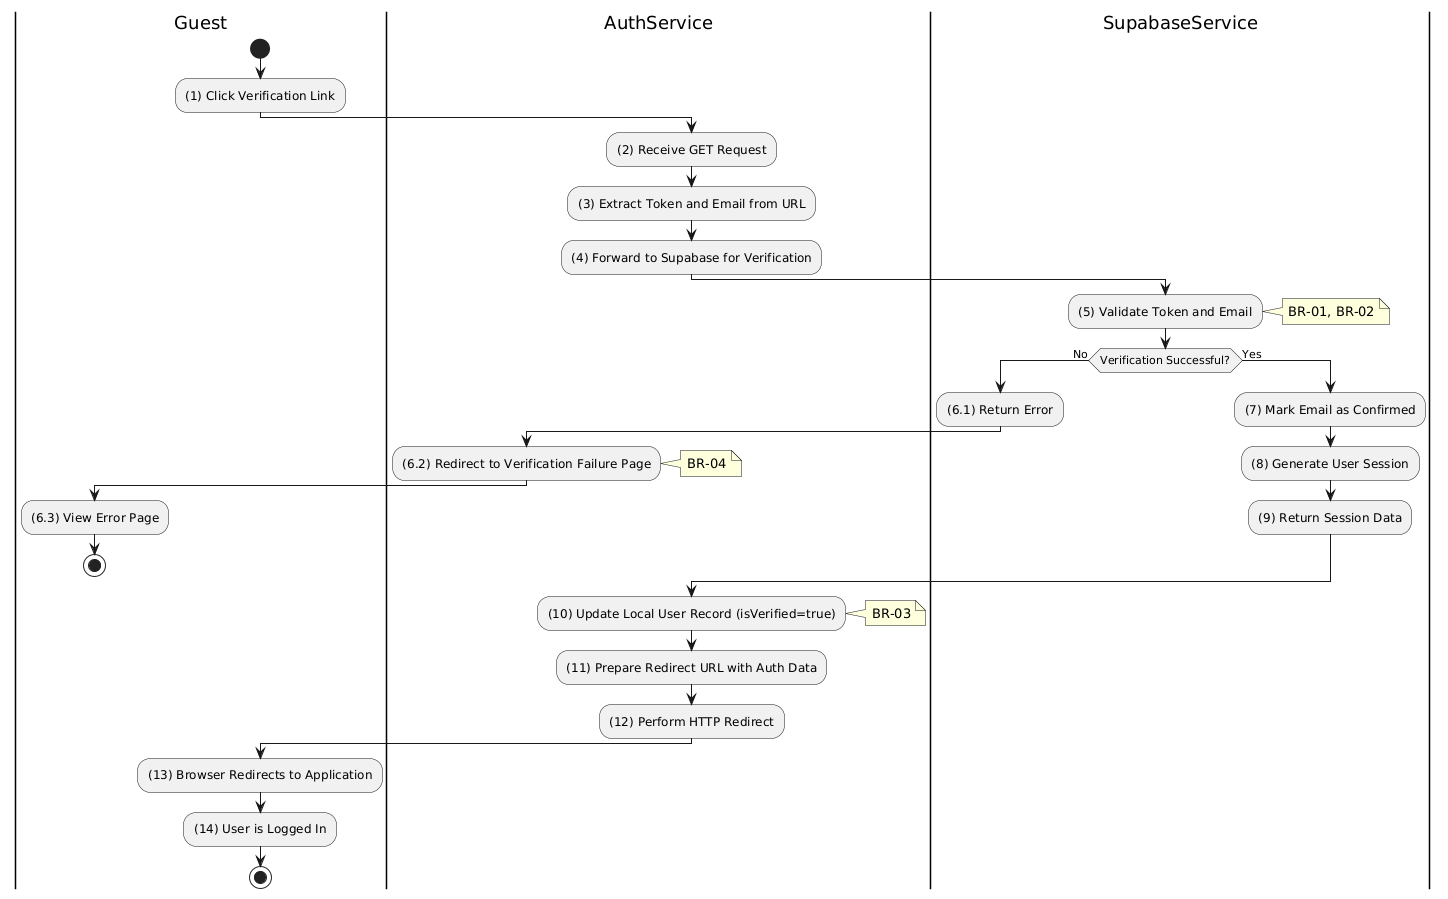 Guest
AuthService
SupabaseService
(1) Click Verification Link
(2) Receive GET Request
(3) Extract Token and Email from URL
(4) Forward to Supabase for Verification
(5) Validate Token and Email
BR-01, BR-02
No
Verification Successful?
Yes
(6.1) Return Error
(7) Mark Email as Confirmed
(6.2) Redirect to Verification Failure Page
BR-04
(8) Generate User Session
(6.3) View Error Page
(9) Return Session Data
(10) Update Local User Record (isVerified=true)
BR-03
(11) Prepare Redirect URL with Auth Data
(12) Perform HTTP Redirect
(13) Browser Redirects to Application
(14) User is Logged In